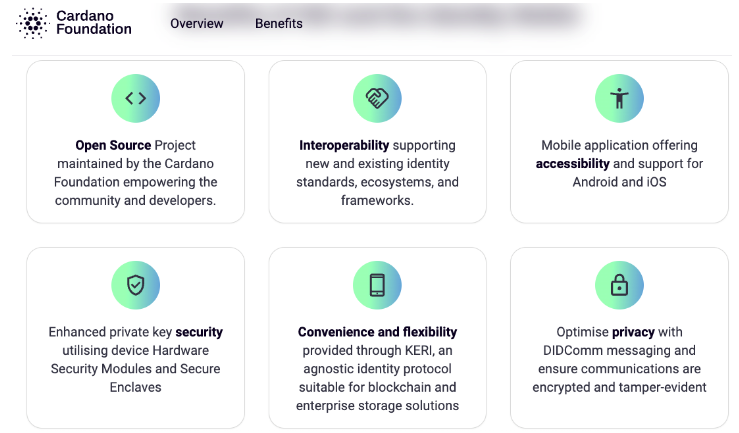 Cardano
Foundation
Overview
Benefits
Open Source Project
maintained by the Cardano
Foundation empowering the
community and developers.
Interoperability supporting
new and existing identity
standards, ecosystems, and
frameworks.
Mobile application offering
accessibility and support for
Android and iOS
Enhanced private key security
utilising device Hardware
Security Modules and Secure
Enclaves
Convenience and flexibility
provided through KERI, an
agnostic identity protocol
suitable for blockchain and
enterprise storage solutions
Optimise privacy with
DIDComm messaging and
ensure communications are
encrypted and tamper-evident